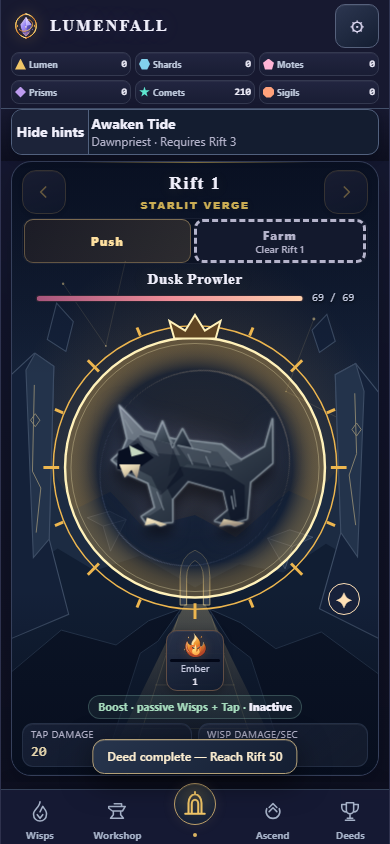 LUMENFALL
Lumen 0
Shards 0
Motes 0
Prisms 0
Comets 210
Sigils 0
Hide hints
Awaken Tide
Dawnpriest · Requires Rift 3
Rift 1
STARLIT VERGE
Push
Farm
Clear Rift 1
Dusk Prowler
69 / 69
Ember
1
Boost · passive Wisps + Tap · Inactive
TAP DAMAGE
20
WISP DAMAGE/SEC
Deed complete — Reach Rift 50
Wisps
Workshop
Ascend
Deeds